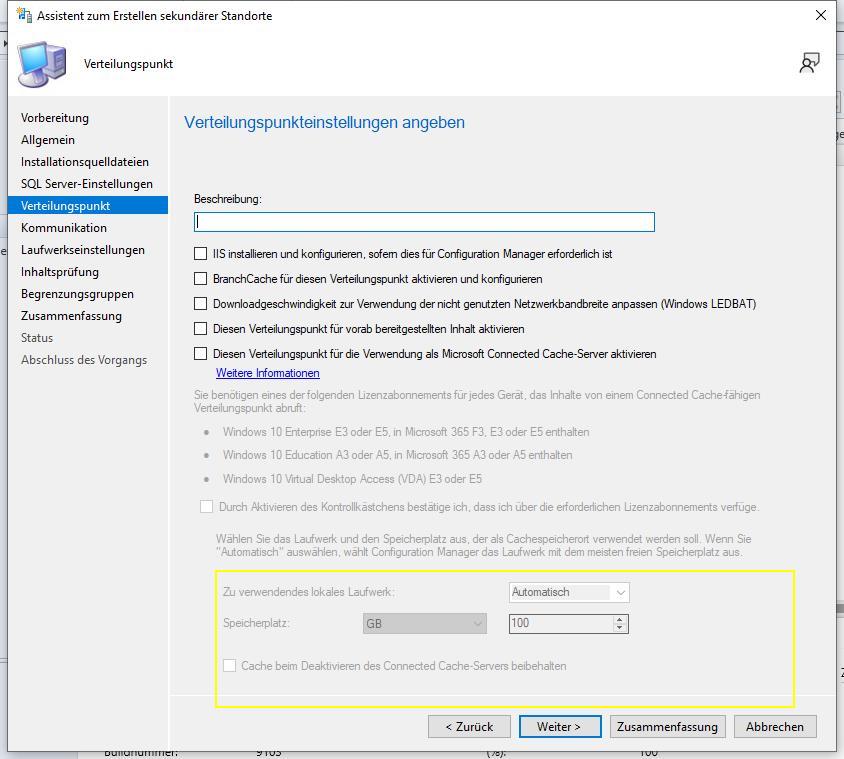 Assistent zum Erstellen sekundärer Standorte
Verteilungspunkt
Vorbereitung
Allgemein
Installationsquelldateien
SQL Server-Einstellungen
Verteilungspunkt
Kommunikation
Laufwerkseinstellungen
Inhaltsprüfung
Begrenzungsgruppen
Zusammenfassung
Status
Abschluss des Vorgangs
Verteilungspunkteinstellungen angeben
Beschreibung:
IIS installieren und konfigurieren, sofern dies für Configuration Manager erforderlich ist
BranchCache für diesen Verteilungspunkt aktivieren und konfigurieren
Downloadgeschwindigkeit zur Verwendung der nicht genutzten Netzwerkbandbreite anpassen (Windows LEDBAT)
Diesen Verteilungspunkt für vorab bereitgestellten Inhalt aktivieren
Diesen Verteilungspunkt für die Verwendung als Microsoft Connected Cache-Server aktivieren
Weitere Informationen
Sie benötigen eines der folgenden Lizenzabonnements für jedes Gerät, das Inhalte von einem Connected Cache-fähigen
Verteilungspunkt abruft:
• Windows 10 Enterprise E3 oder E5, in Microsoft 365 F3, E3 oder E5 enthalten
• Windows 10 Education A3 oder A5, in Microsoft 365 A3 oder A5 enthalten
• Windows 10 Virtual Desktop Access (VDA) E3 oder E5
Durch Aktivieren des Kontrollkästchens bestätige ich, dass ich über die erforderlichen Lizenzabonnements verfüge.
Wählen Sie das Laufwerk und den Speicherplatz aus, der als Cachespeicherort verwendet werden soll. Wenn Sie
"Automatisch" auswählen, wählt Configuration Manager das Laufwerk mit dem meisten freien Speicherplatz aus.
Zu verwendendes lokales Laufwerk: Automatisch
Speicherplatz: GB 100
Cache beim Deaktivieren des Connected Cache-Servers beibehalten
< Zurück Weiter > Zusammenfassung Abbrechen